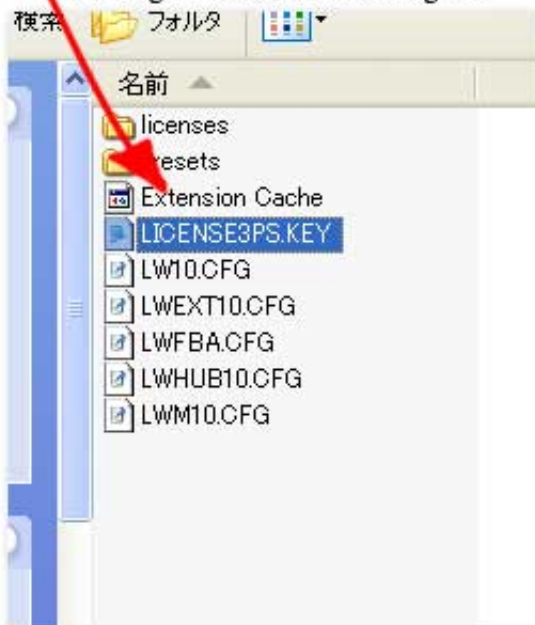 検索 フォルダ
名前
licenses
presets
Extension Cache
LICENSE3PS.KEY
LW10.CFG
LWEXT10.CFG
LWFBA.CFG
LWHUB10.CFG
LWM10.CFG